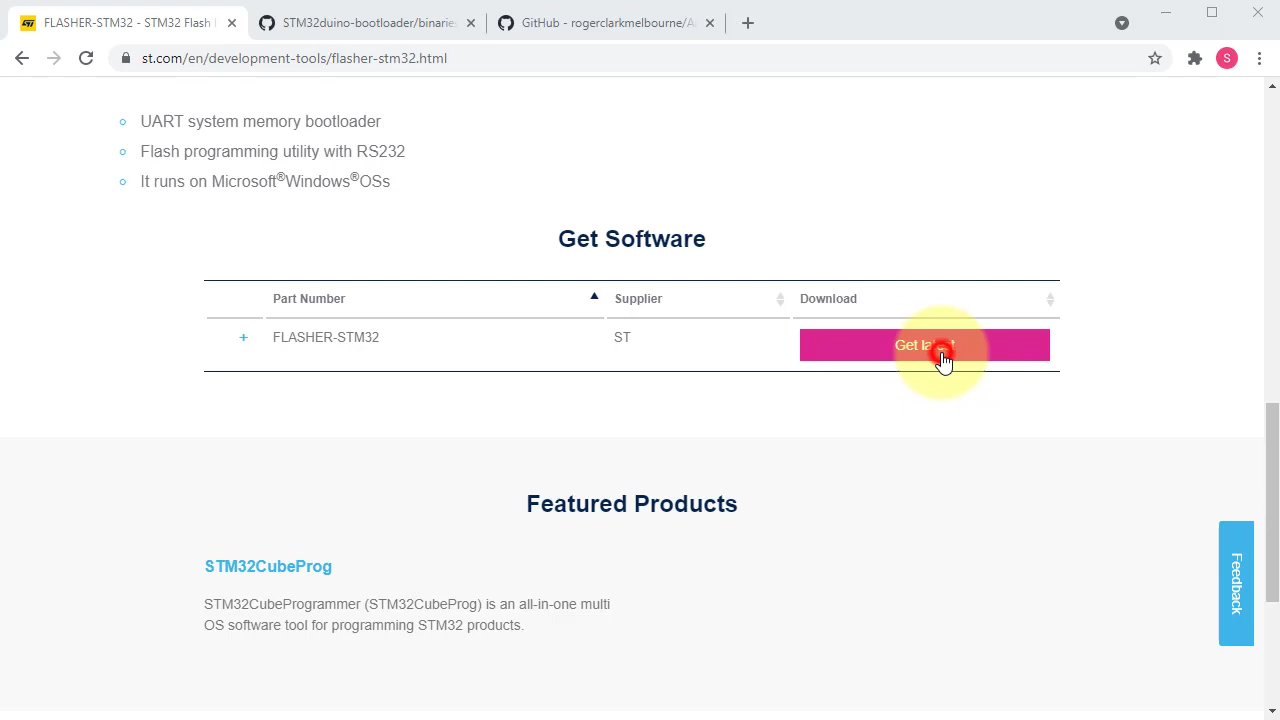 FLASHER-STM32 - STM32 Flash
STM32duino-bootloader/binaries
GitHub - rogerclarkmelbourne/A
st.com/en/development-tools/flasher-stm32.html
S
UART system memory bootloader
Flash programming utility with RS232
It runs on Microsoft®Windows®OSs
Get Software
Part Number
Supplier
Download
+
FLASHER-STM32
ST
Get latest
Featured Products
STM32CubeProg
STM32CubeProgrammer (STM32CubeProg) is an all-in-one multi
OS software tool for programming STM32 products.
Feedback